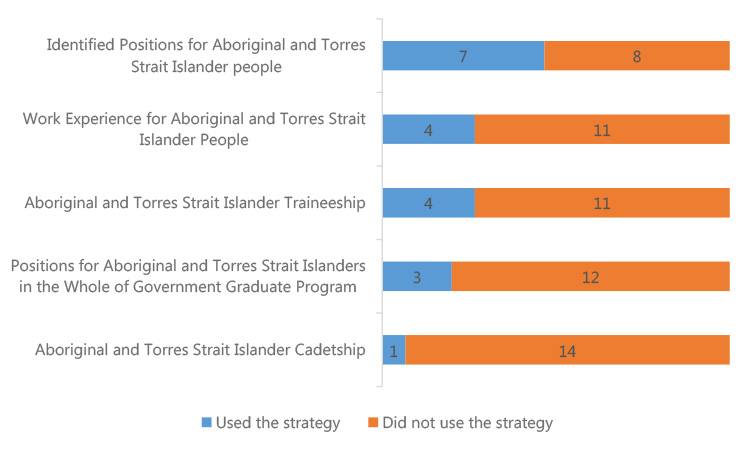 Identified Positions for Aboriginal and Torres
Strait Islander people
7 8
Work Experience for Aboriginal and Torres Strait
Islander People
4 11
Aboriginal and Torres Strait Islander Traineeship
4 11
Positions for Aboriginal and Torres Strait Islanders
in the Whole of Government Graduate Program
3 12
Aboriginal and Torres Strait Islander Cadetship
1 14
Used the strategy Did not use the strategy